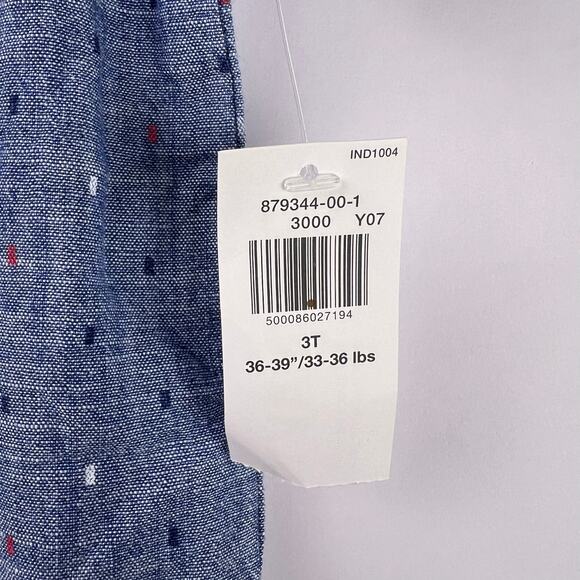 IND1004
879344-00-1
3000 Y07
500086027194
3T
36-39”/33-36 lbs